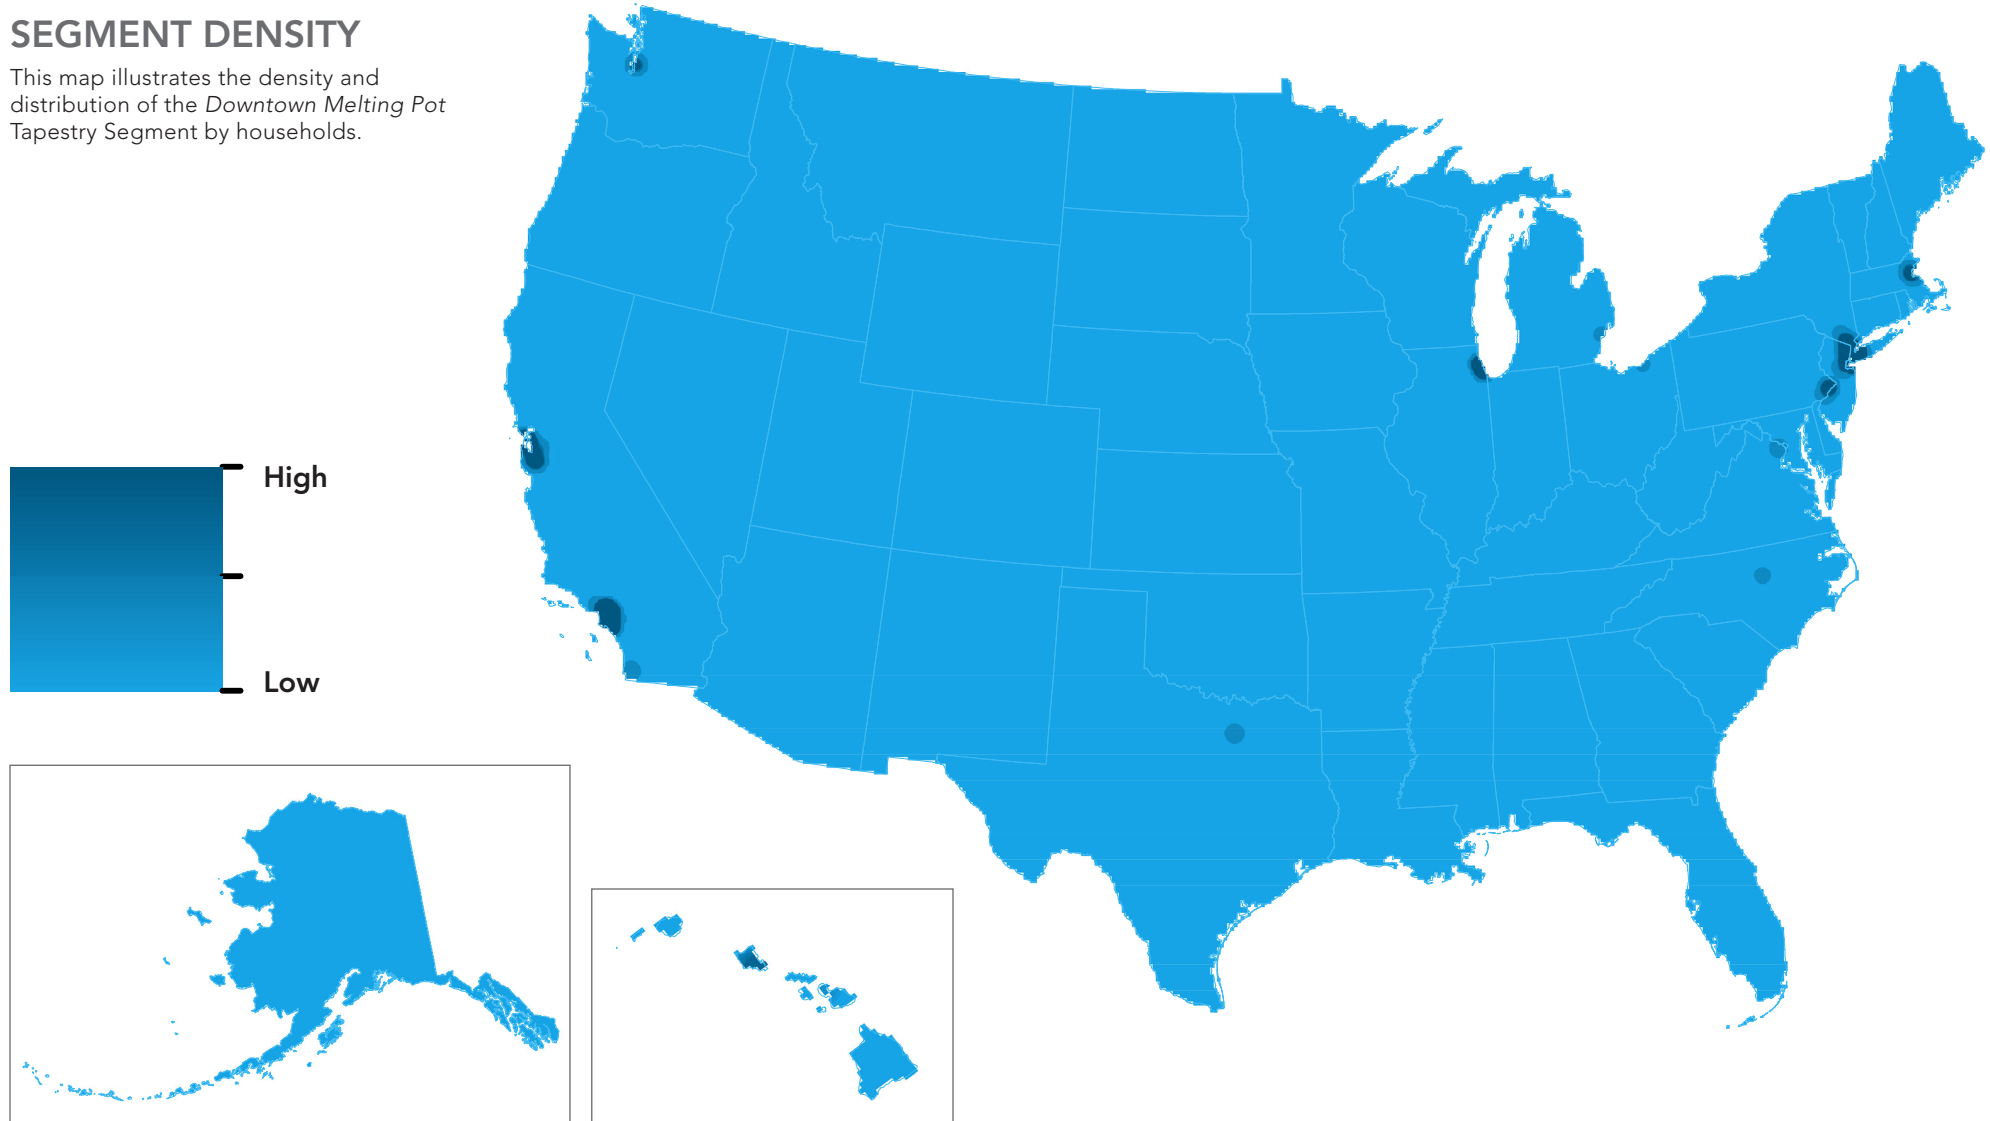 SEGMENT DENSITY
This map illustrates the density and
distribution of the Downtown Melting Pot
Tapestry Segment by households.
High
Low